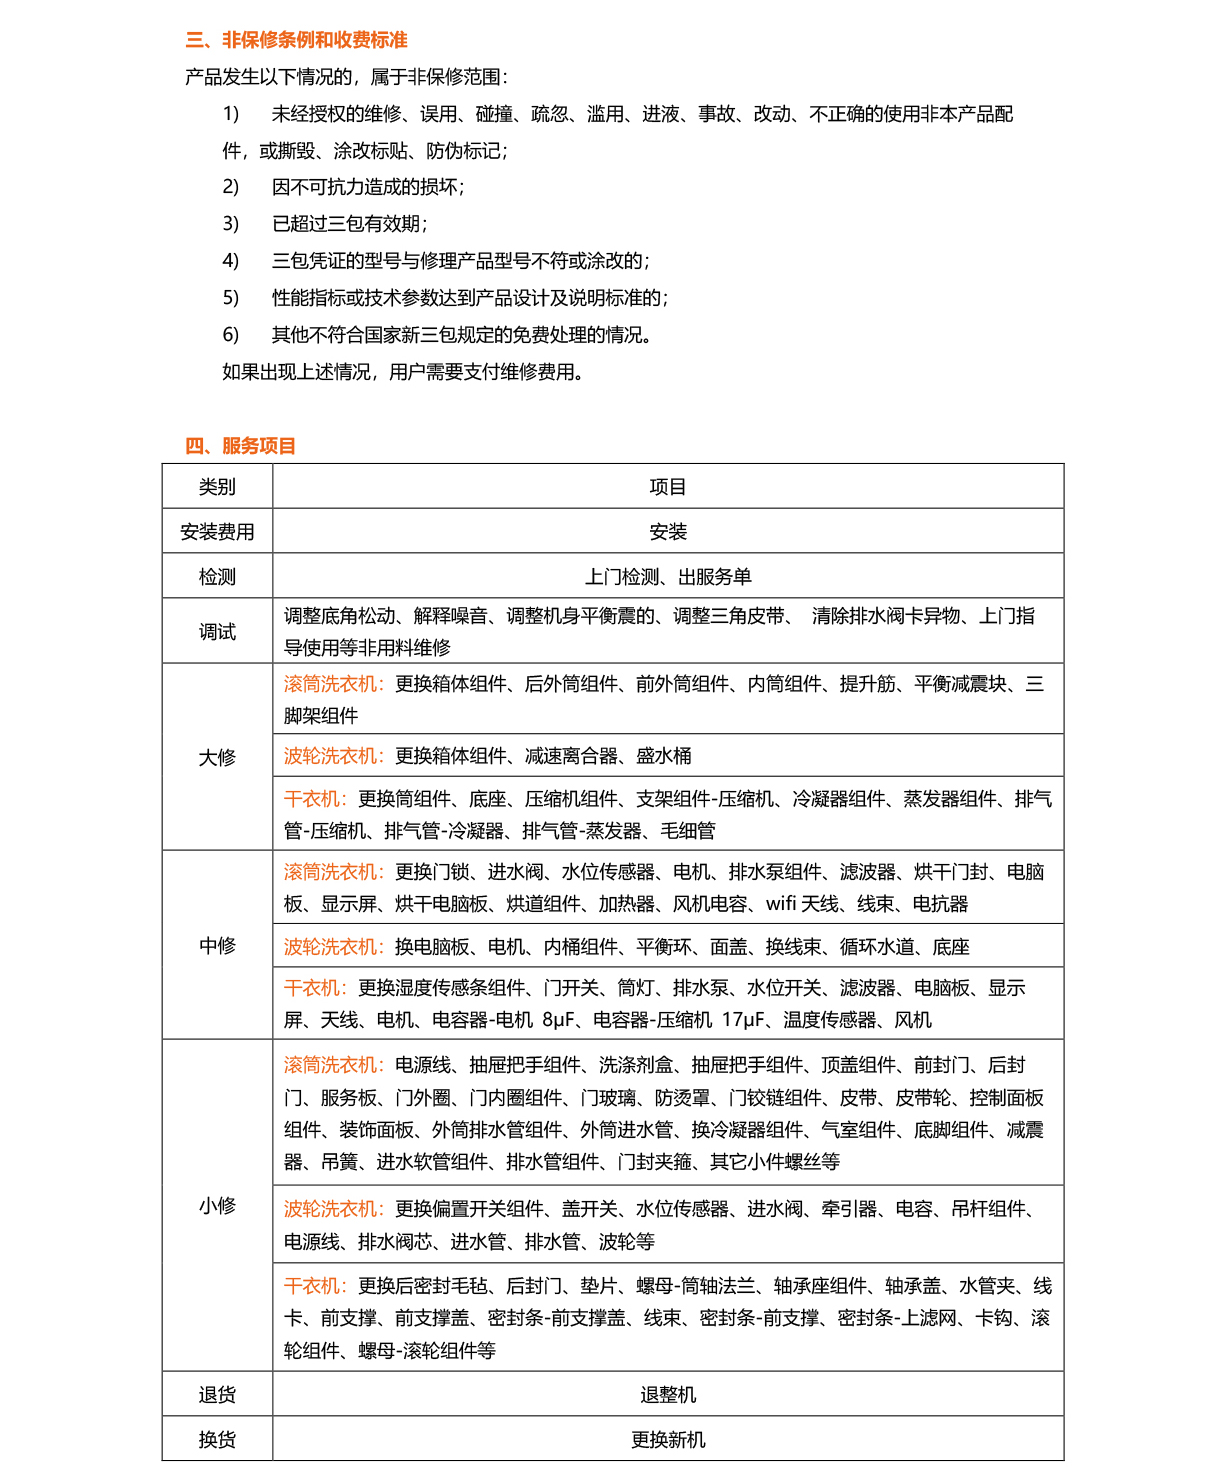 三、非保修条例和收费标准
产品发生以下情况的，属于非保修范围：
1) 未经授权的维修、误用、碰撞、疏忽、滥用、进液、事故、改动、不正确的使用非本产品配
件，或撕毁、涂改标贴、防伪标记；
2) 因不可抗力造成的损坏；
3) 已超过三包有效期；
4) 三包凭证的型号与修理产品型号不符或涂改的；
5) 性能指标或技术参数达到产品设计及说明标准的；
6) 其他不符合国家新三包规定的免费处理的情况。
如果出现上述情况，用户需要支付维修费用。
四、服务项目
类别 项目
安装费用 安装
检测 上门检测、出服务单
调试
调整底角松动、解释噪音、调整机身平衡震的、调整三角皮带、 清除排水阀卡异物、上门指
导使用等非用料维修
大修
滚筒洗衣机：更换箱体组件、后外筒组件、前外筒组件、内筒组件、提升筋、平衡减震块、三
脚架组件
波轮洗衣机：更换箱体组件、减速离合器、盛水桶
干衣机：更换筒组件、底座、压缩机组件、支架组件-压缩机、冷凝器组件、蒸发器组件、排气
管-压缩机、排气管-冷凝器、排气管-蒸发器、毛细管
中修
滚筒洗衣机：更换门锁、进水阀、水位传感器、电机、排水泵组件、滤波器、烘干门封、电脑
板、显示屏、烘干电脑板、烘道组件、加热器、风机电容、wifi 天线、线束、电抗器
波轮洗衣机：换电脑板、电机、内桶组件、平衡环、面盖、换线束、循环水道、底座
干衣机：更换湿度传感条组件、门开关、筒灯、排水泵、水位开关、滤波器、电脑板、显示
屏、天线、电机、电容器-电机 8μF、电容器-压缩机 17μF、温度传感器、风机
小修
滚筒洗衣机：电源线、抽屉把手组件、洗涤剂盒、抽屉把手组件、顶盖组件、前封门、后封
门、服务板、门外圈、门内圈组件、门玻璃、防烫罩、门铰链组件、皮带、皮带轮、控制面板
组件、装饰面板、外筒排水管组件、外筒进水管、换冷凝器组件、气室组件、底脚组件、减震
器、吊簧、进水软管组件、排水管组件、门封夹箍、其它小件螺丝等
波轮洗衣机：更换偏置开关组件、盖开关、水位传感器、进水阀、牵引器、电容、吊杆组件、
电源线、排水阀芯、进水管、排水管、波轮等
干衣机：更换后密封毛毡、后封门、垫片、螺母-筒轴法兰、轴承座组件、轴承盖、水管夹、线
卡、前支撑、前支撑盖、密封条-前支撑盖、线束、密封条-前支撑、密封条-上滤网、卡钩、滚
轮组件、螺母-滚轮组件等
退货 退整机
换货 更换新机